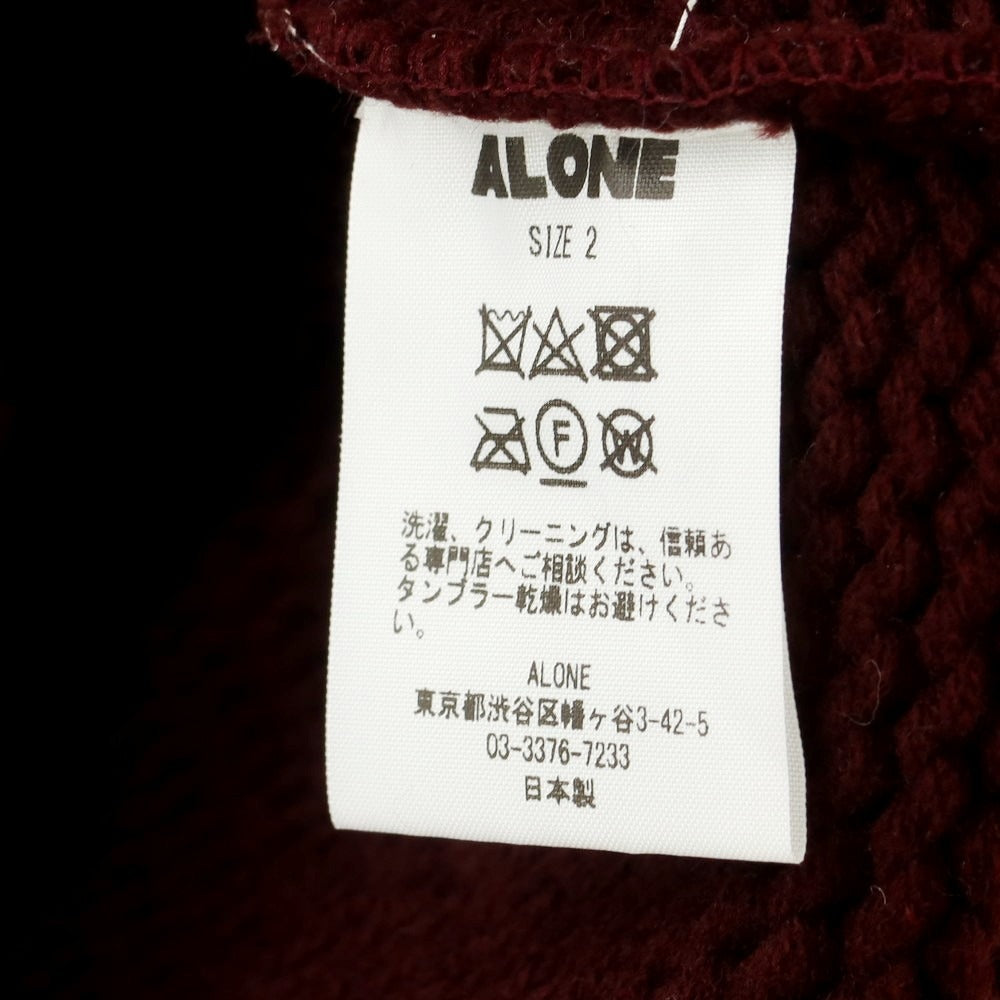 ALONE
SIZE 2
F
W
洗濯、クリーニングは、信頼あ
る専門店へご相談ください。
タンブラー乾燥はお避けくださ
い。
ALONE
東京都渋谷区幡ヶ谷3-42-5
03-3376-7233
日本製